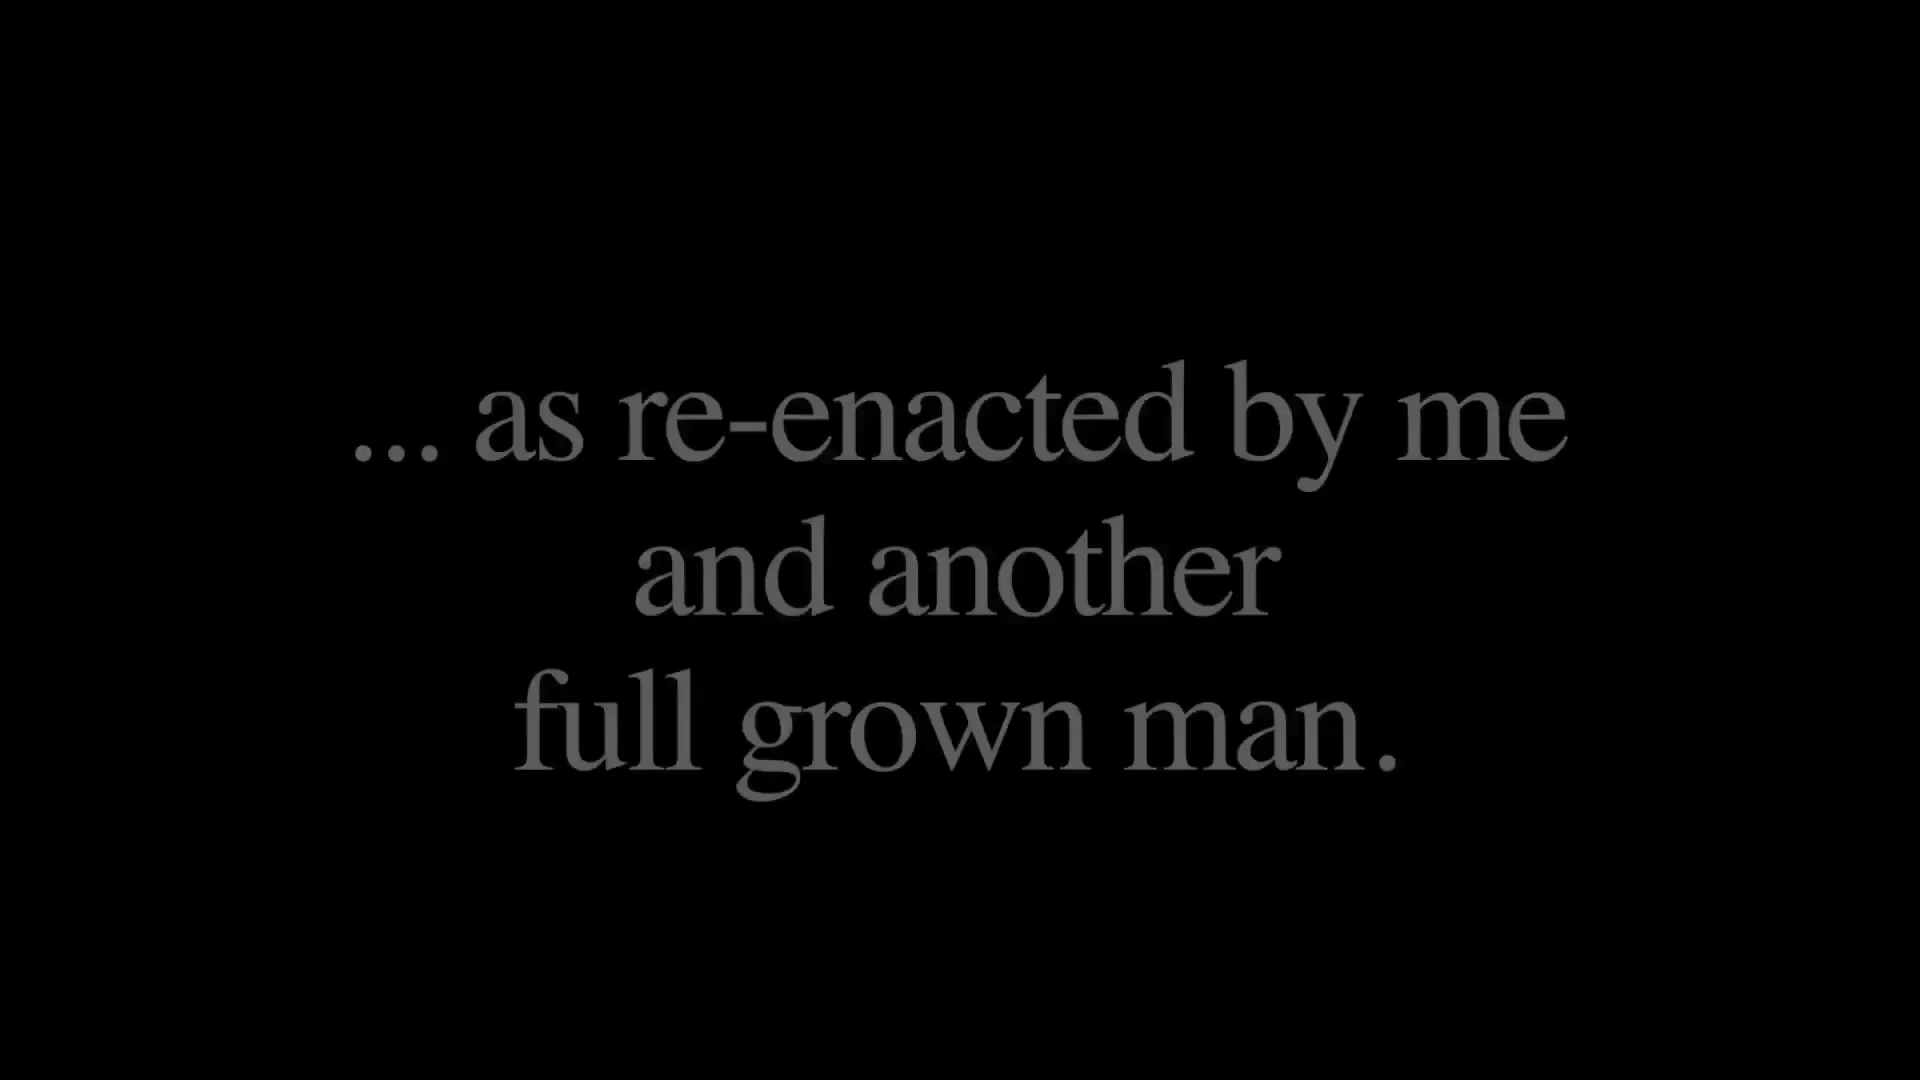 ... as re-enacted by me
and another
full grown man.